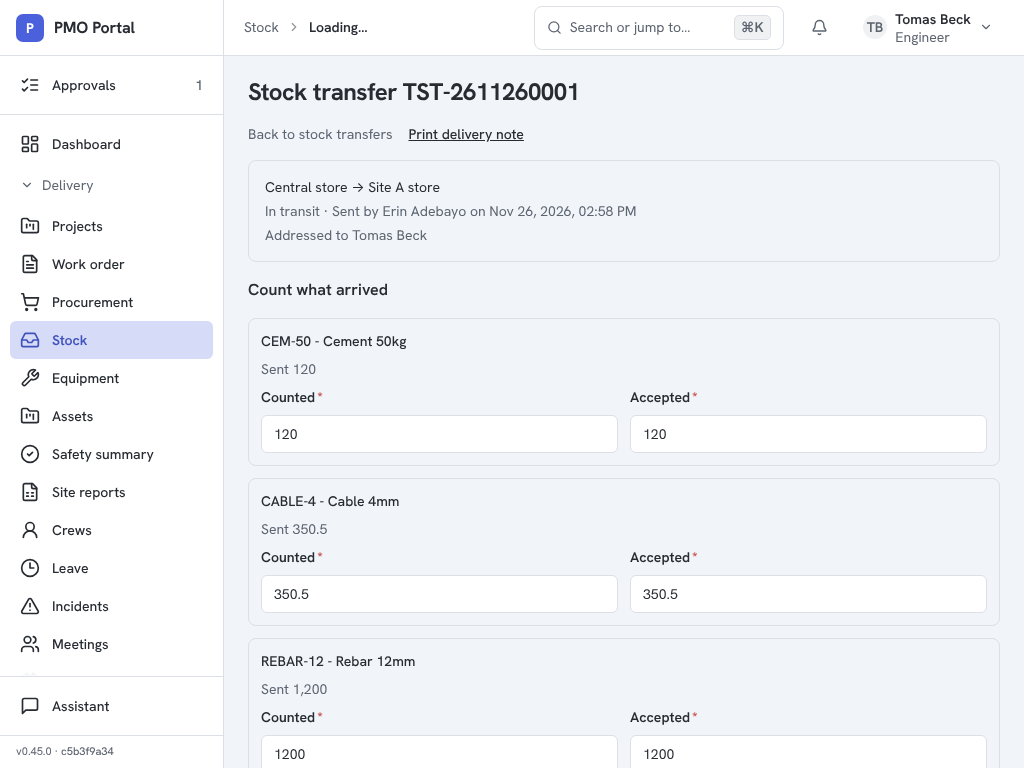 P PMO Portal
Stock > Loading...
Search or jump to... ⌘K
TB Tomas Beck
Engineer
Approvals 1
Dashboard
Delivery
Projects
Work order
Procurement
Stock
Equipment
Assets
Safety summary
Site reports
Crews
Leave
Incidents
Meetings
Assistant
v0.45.0 · c5b3f9a34
Stock transfer TST-2611260001
Back to stock transfers Print delivery note
Central store → Site A store
In transit · Sent by Erin Adebayo on Nov 26, 2026, 02:58 PM
Addressed to Tomas Beck
Count what arrived
CEM-50 - Cement 50kg
Sent 120
Counted * Accepted *
120 120
CABLE-4 - Cable 4mm
Sent 350.5
Counted * Accepted *
350.5 350.5
REBAR-12 - Rebar 12mm
Sent 1,200
Counted * Accepted *
1200 1200